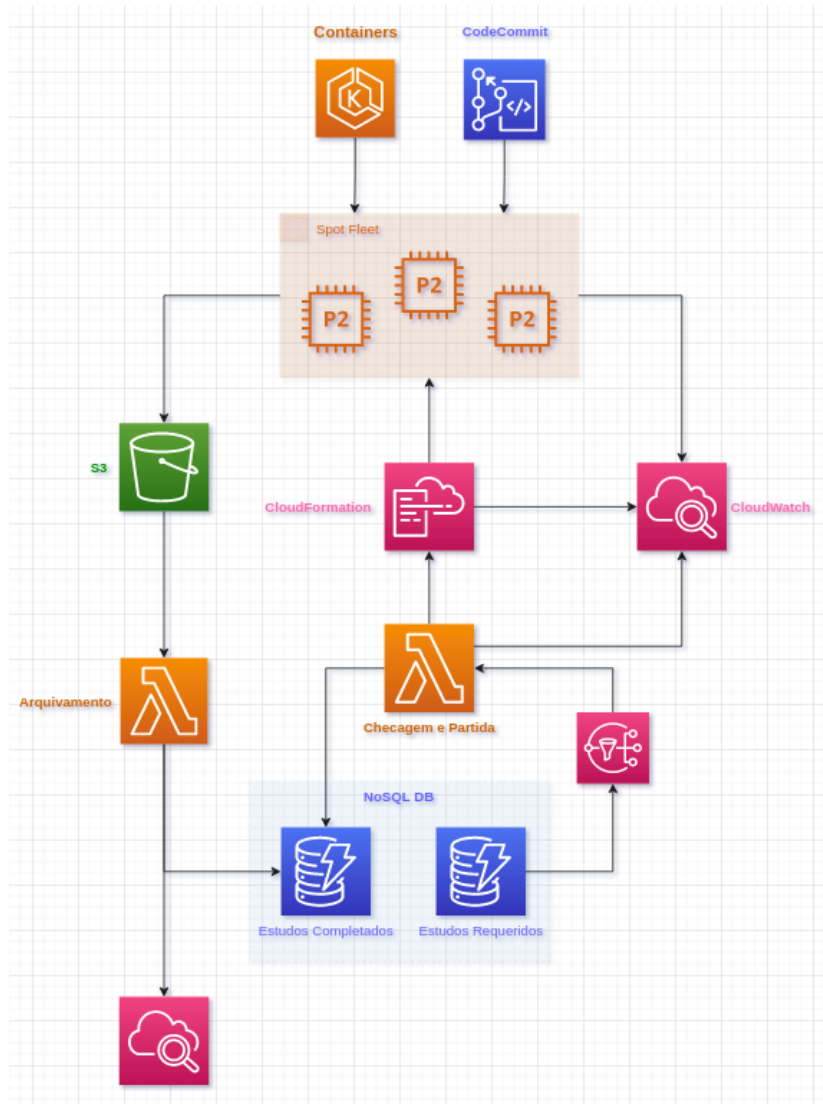 Containers
CodeCommit
K
</>
Spot Fleet
P2
P2
P2
S3
CloudFormation
CloudWatch
Arquivamento
Checagem e Partida
NoSQL DB
Estudos Completados
Estudos Requeridos